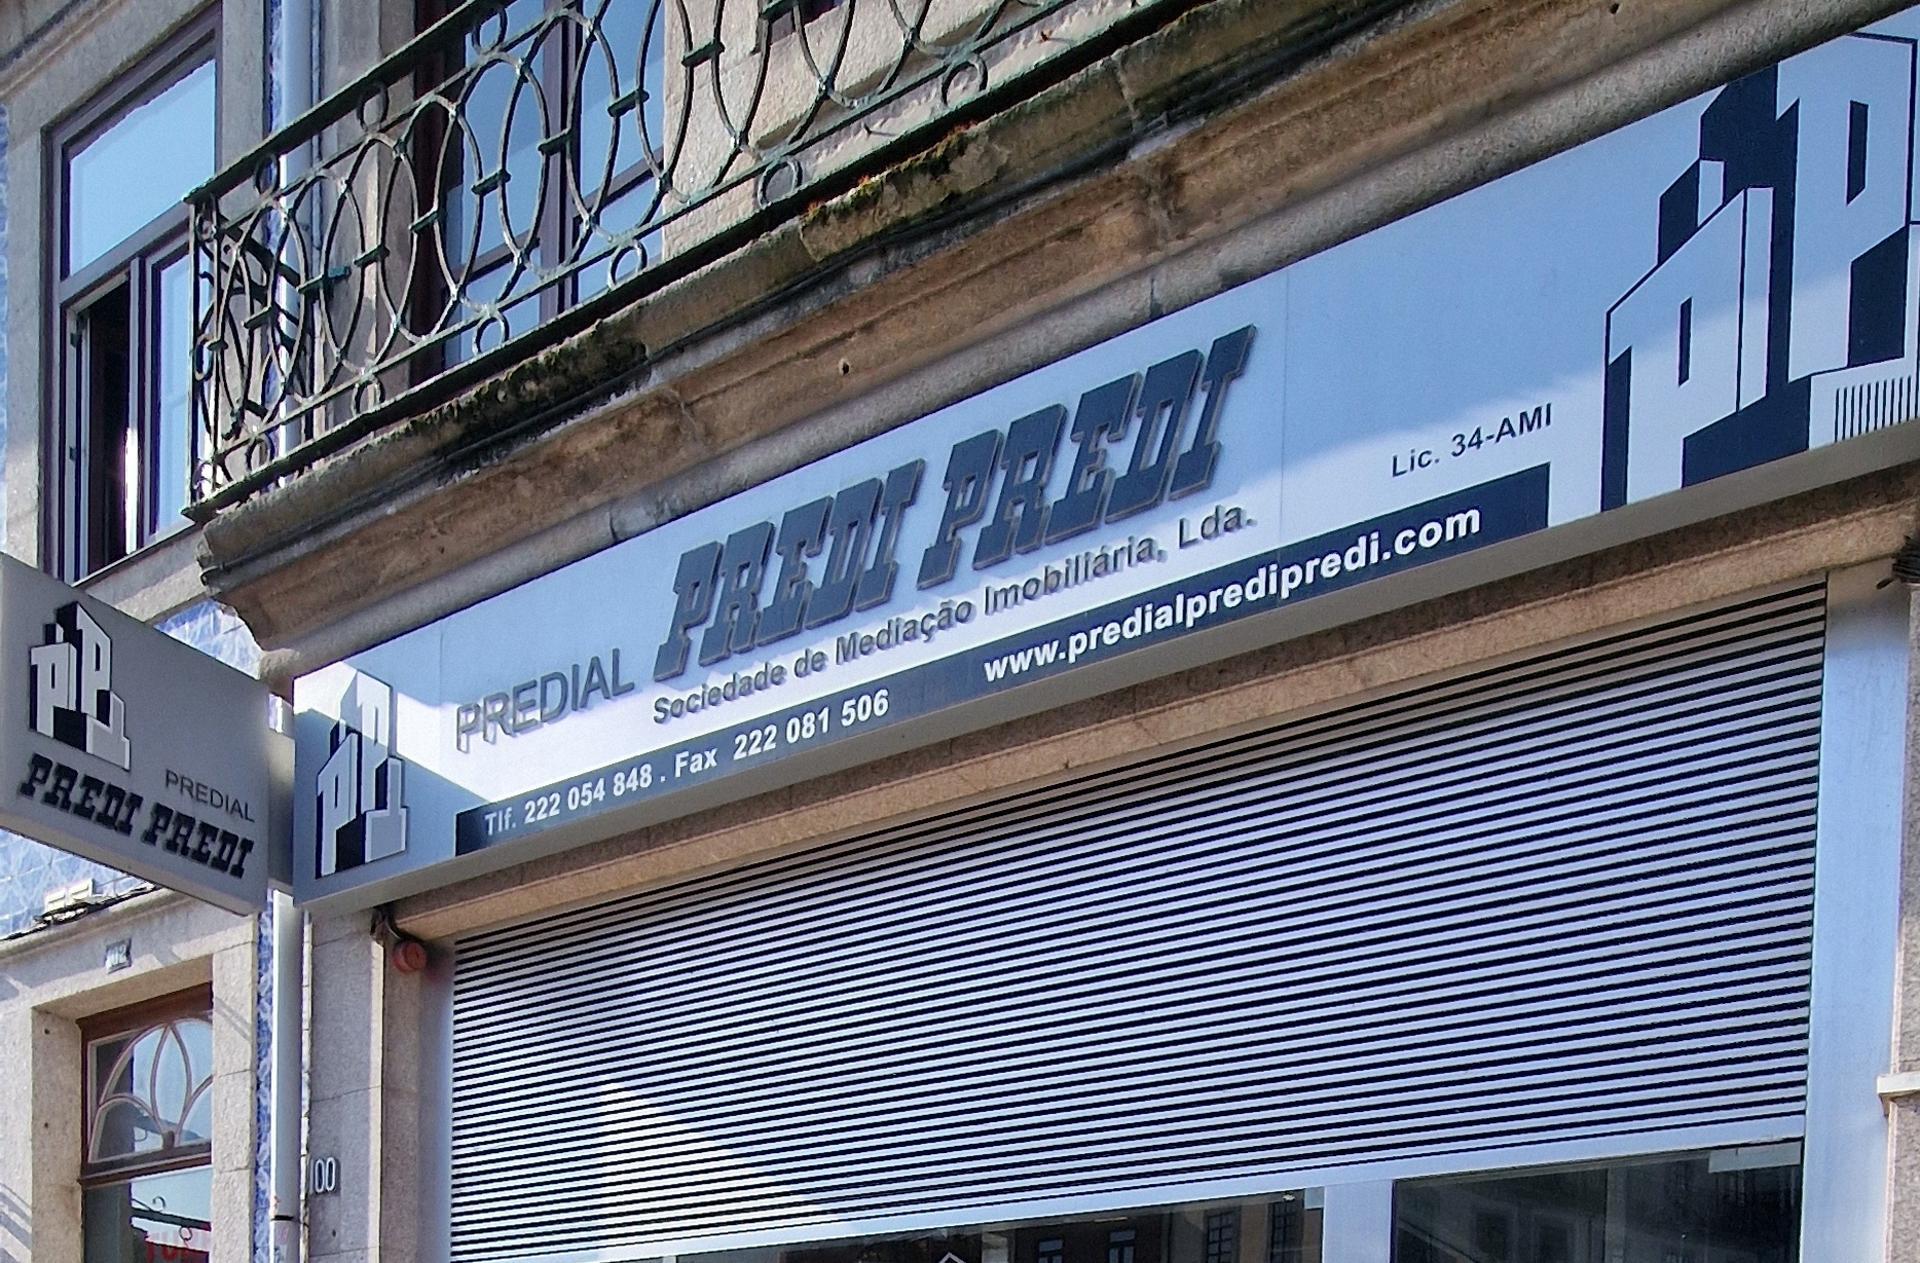 PREDIAL PREDI PREDI
Sociedade de Mediação Imobiliária, Lda.
Lic. 34-AMI
Tlf. 222 054 848 . Fax 222 081 506 www.predialpredipredi.com
PREDIAL
PREDI PREDI
102
100